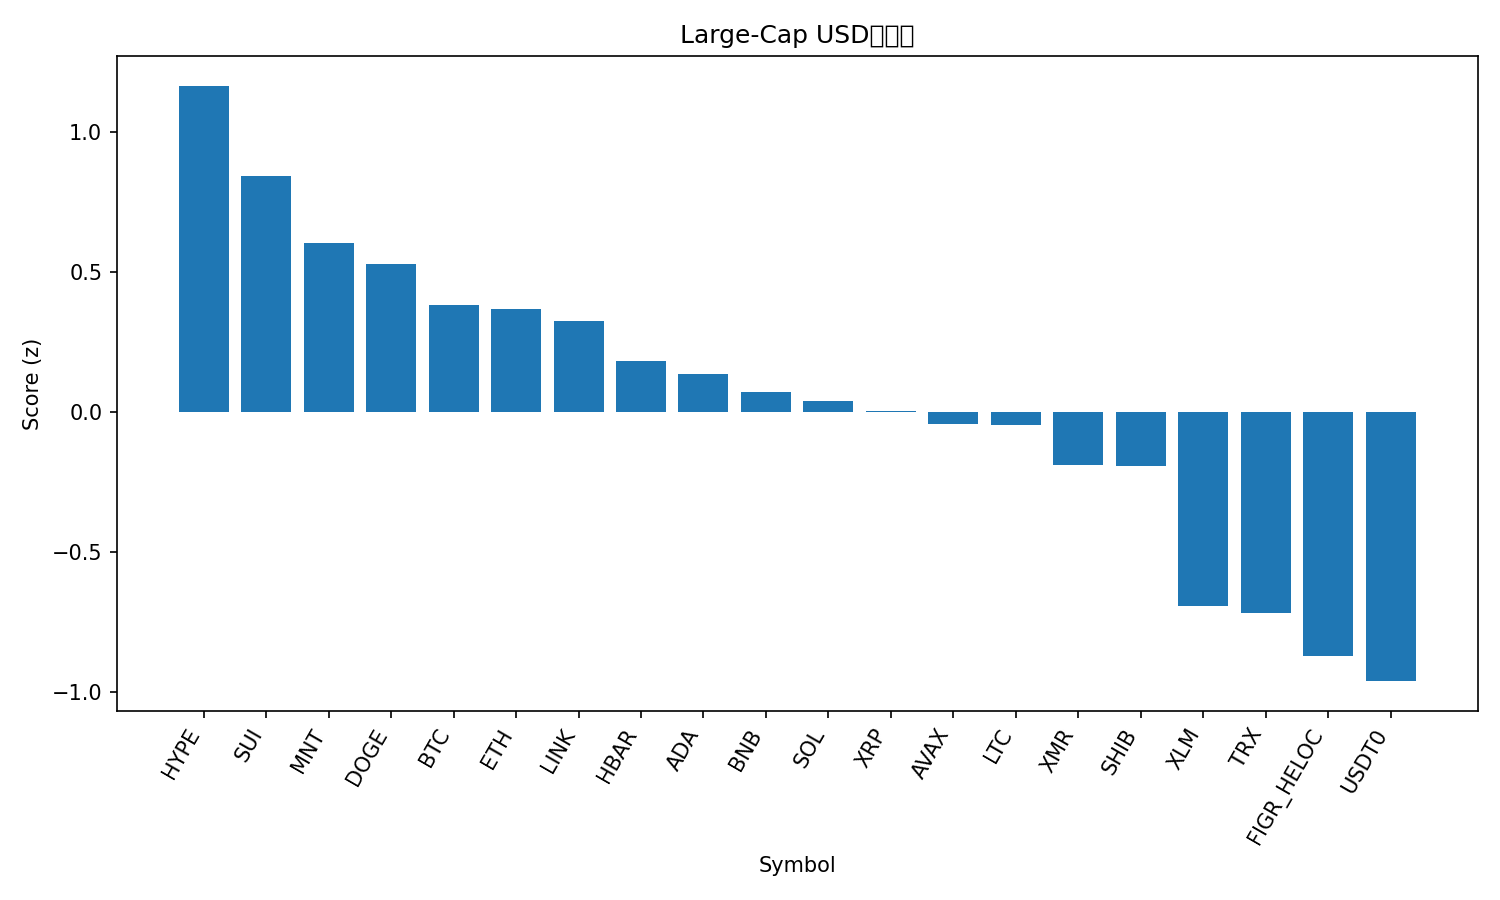 Large-Cap USD
Score (z)
1.0
0.5
0.0
−0.5
−1.0
HYPE
SUI
MNT
DOGE
BTC
ETH
LINK
HBAR
ADA
BNB
SOL
XRP
AVAX
LTC
XMR
SHIB
XLM
TRX
FIGR_HELOC
USDT0
Symbol